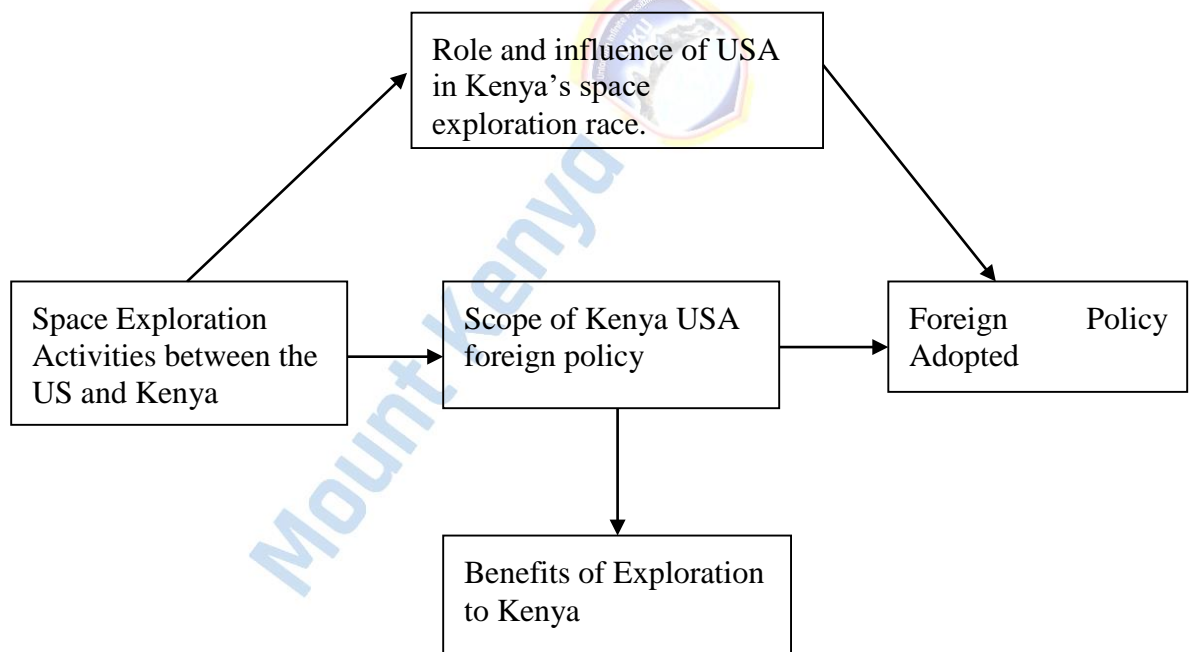 Role and influence of USA
in Kenya's space
exploration race.
Space Exploration
Activities between the
US and Kenya
Scope of Kenya USA
foreign policy
Foreign Policy
Adopted
Benefits of Exploration
to Kenya
Mount Kenya
MKU